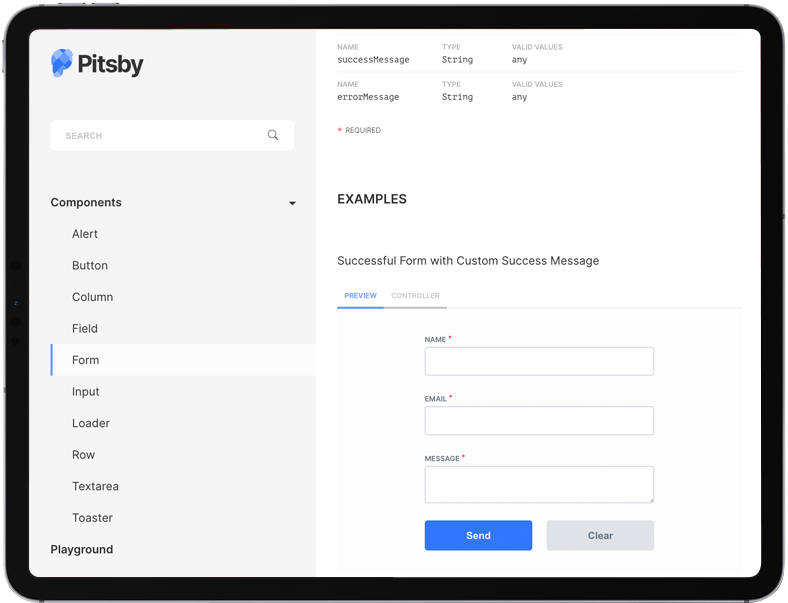 Pitsby
SEARCH
Components
Alert
Button
Column
Field
Form
Input
Loader
Row
Textarea
Toaster
Playground
NAME TYPE VALID VALUES
successMessage String any
NAME TYPE VALID VALUES
errorMessage String any
* REQUIRED
EXAMPLES
Successful Form with Custom Success Message
PREVIEW CONTROLLER
NAME *
EMAIL *
MESSAGE *
Send Clear